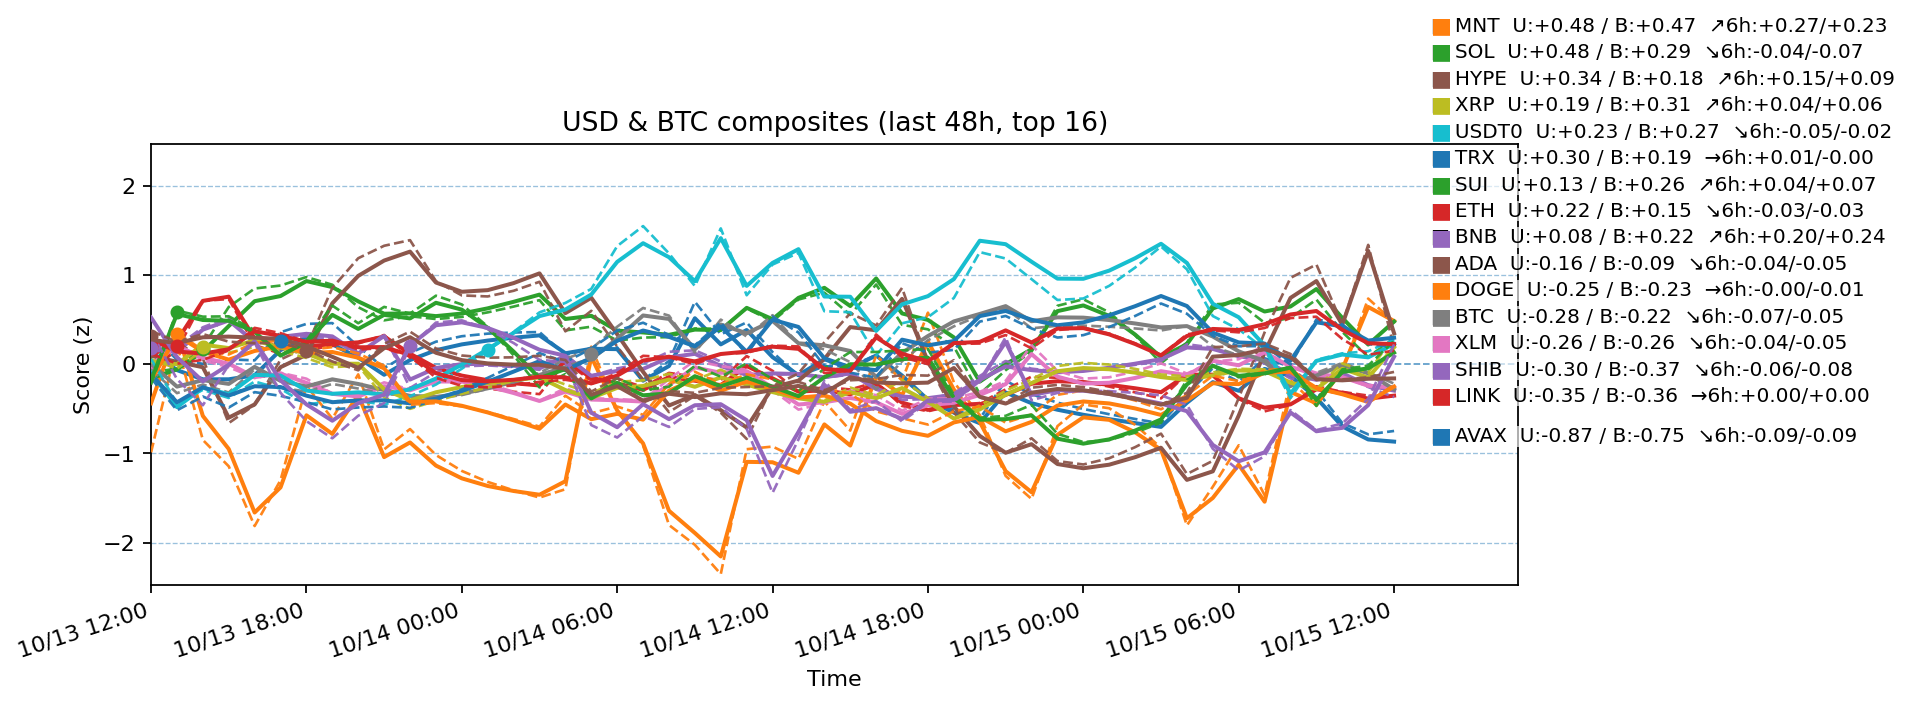 MNT U:+0.48 / B:+0.47 ↗6h:+0.27/+0.23
SOL U:+0.48 / B:+0.29 ↘6h:-0.04/-0.07
HYPE U:+0.34 / B:+0.18 ↗6h:+0.15/+0.09
XRP U:+0.19 / B:+0.31 ↗6h:+0.04/+0.06
USDT0 U:+0.23 / B:+0.27 ↘6h:-0.05/-0.02
TRX U:+0.30 / B:+0.19 →6h:+0.01/-0.00
SUI U:+0.13 / B:+0.26 ↗6h:+0.04/+0.07
ETH U:+0.22 / B:+0.15 ↘6h:-0.03/-0.03
BNB U:+0.08 / B:+0.22 ↗6h:+0.20/+0.24
ADA U:-0.16 / B:-0.09 ↘6h:-0.04/-0.05
DOGE U:-0.25 / B:-0.23 →6h:-0.00/-0.01
BTC U:-0.28 / B:-0.22 ↘6h:-0.07/-0.05
XLM U:-0.26 / B:-0.26 ↘6h:-0.04/-0.05
SHIB U:-0.30 / B:-0.37 ↘6h:-0.06/-0.08
LINK U:-0.35 / B:-0.36 →6h:+0.00/+0.00
AVAX U:-0.87 / B:-0.75 ↘6h:-0.09/-0.09
USD & BTC composites (last 48h, top 16)
Score (z)
2
1
0
−1
−2
10/13 12:00
10/13 18:00
10/14 00:00
10/14 06:00
10/14 12:00
10/14 18:00
10/15 00:00
10/15 06:00
10/15 12:00
Time